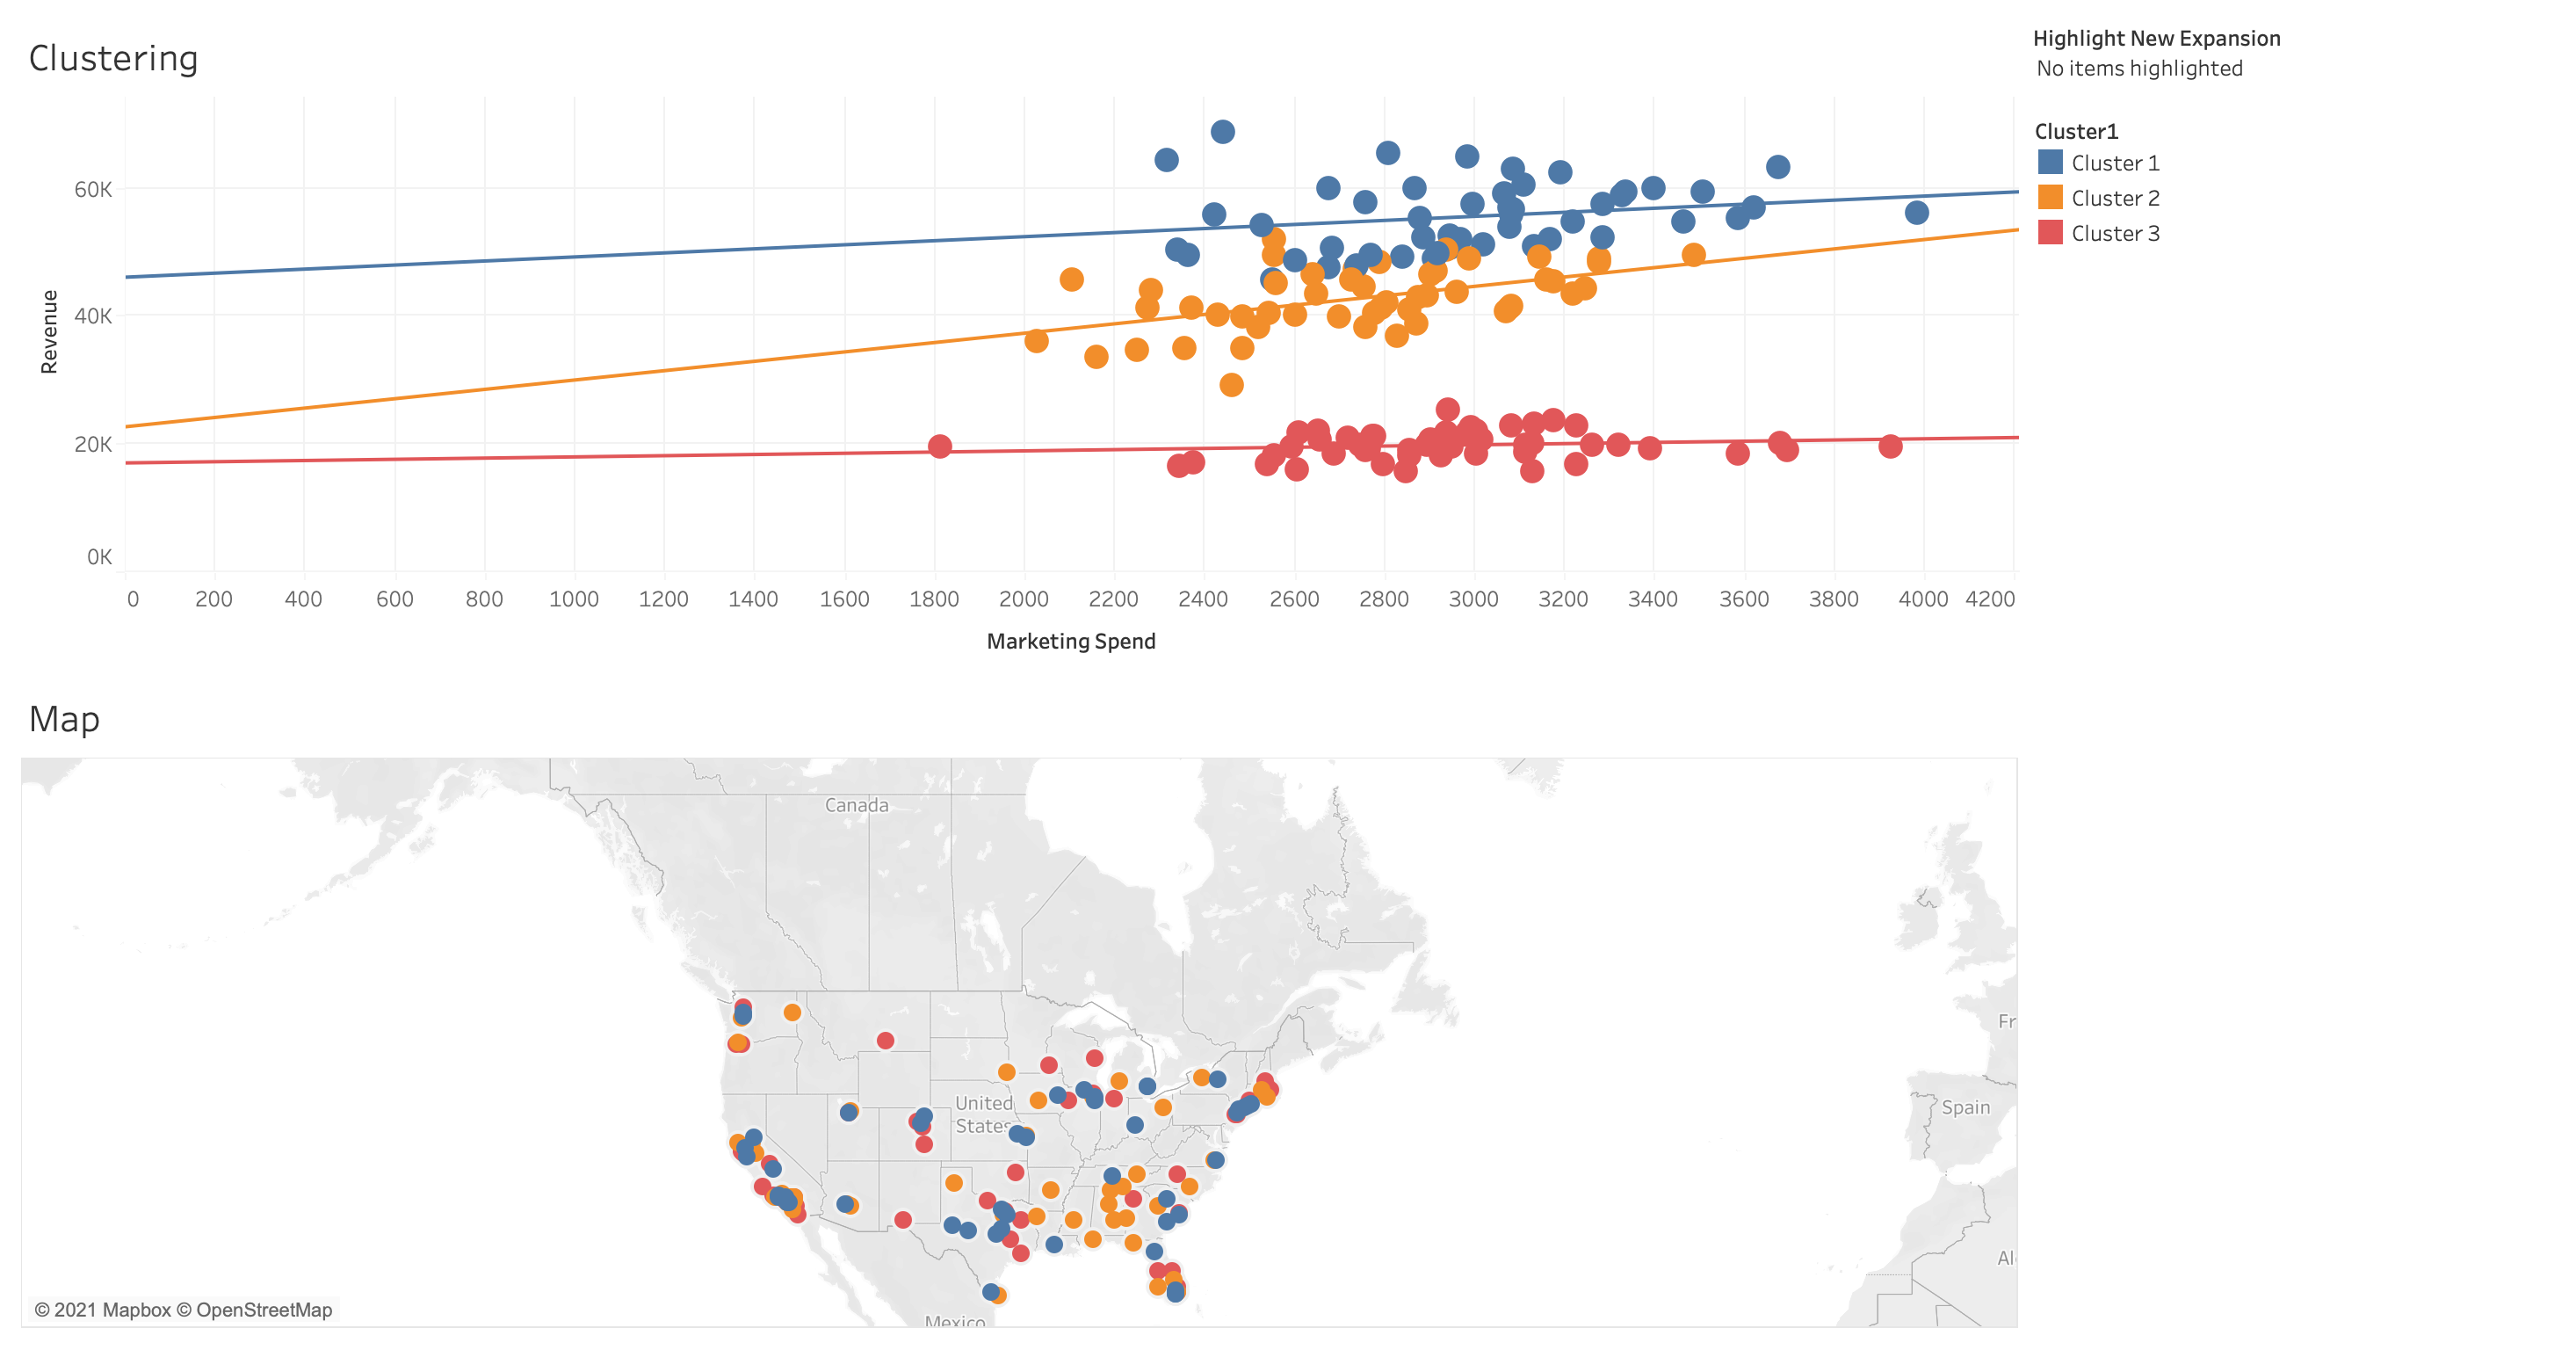 Clustering
Highlight New Expansion
No items highlighted
Cluster1
Cluster 1
Cluster 2
Cluster 3
60K
40K
20K
0K
Revenue
0 200 400 600 800 1000 1200 1400 1600 1800 2000 2200 2400 2600 2800 3000 3200 3400 3600 3800 4000 4200
Marketing Spend
Map
Canada
United
States
Fr
Spain
Al
Mexico
© 2021 Mapbox © OpenStreetMap